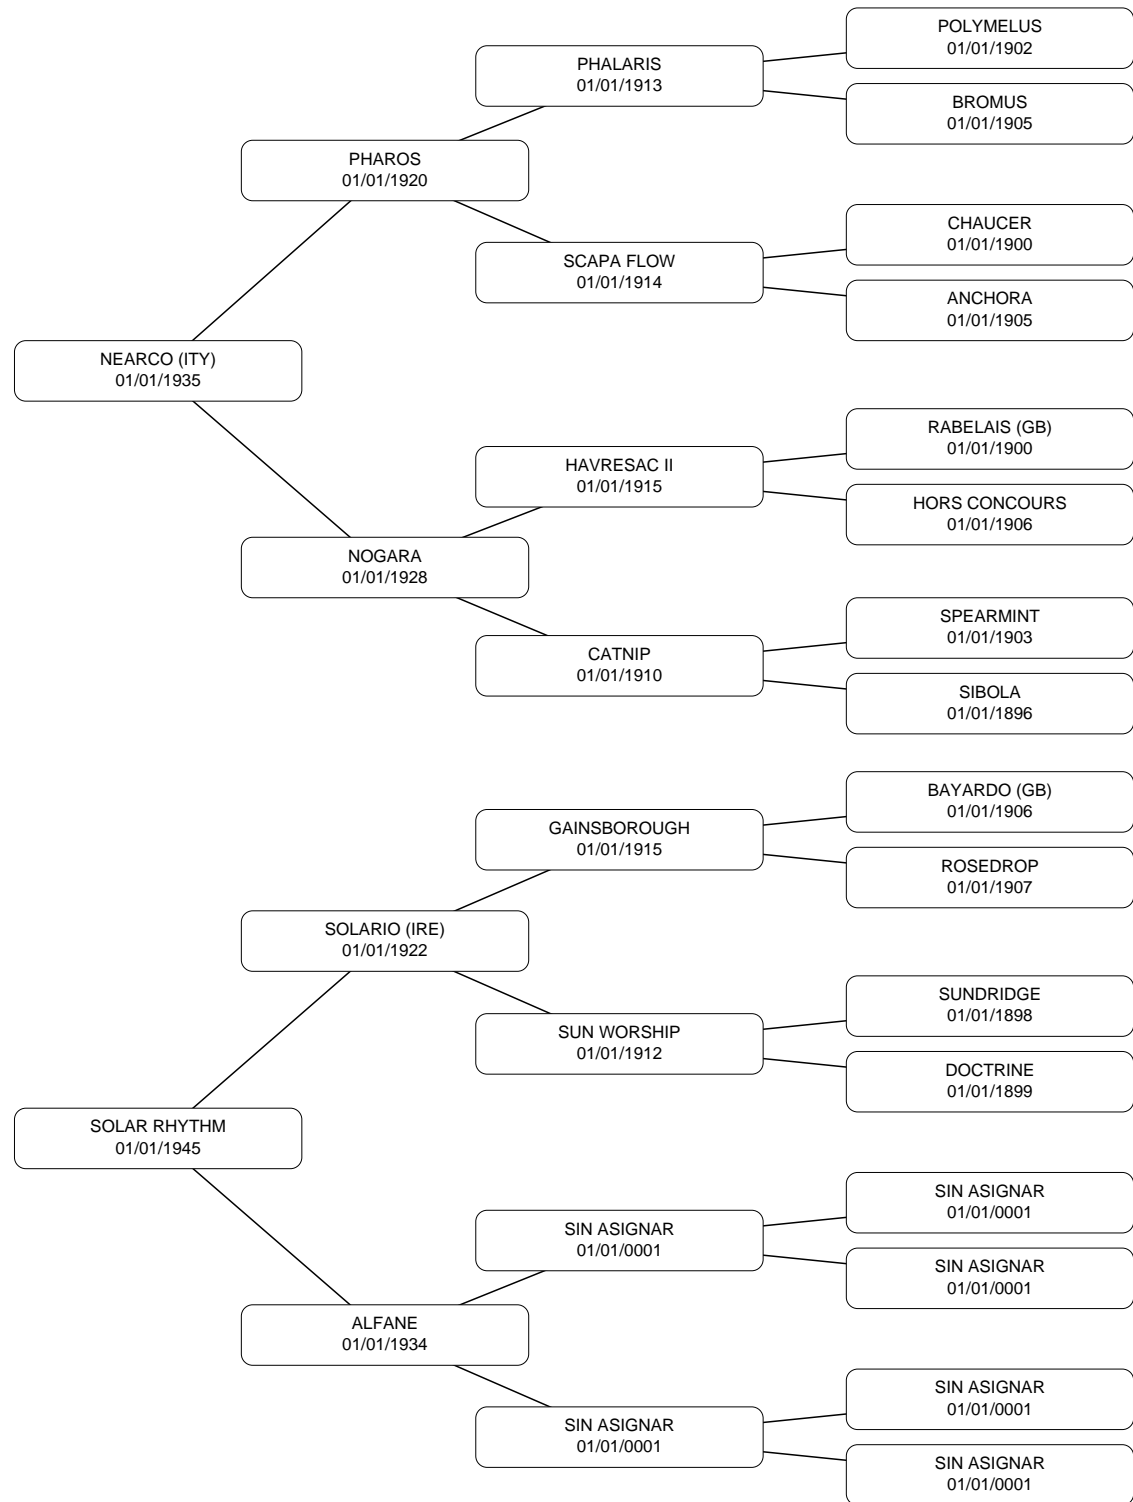 POLYMELUS
01/01/1902
PHALARIS
01/01/1913
BROMUS
01/01/1905
PHAROS
01/01/1920
CHAUCER
01/01/1900
SCAPA FLOW
01/01/1914
ANCHORA
01/01/1905
NEARCO (ITY)
01/01/1935
RABELAIS (GB)
01/01/1900
HAVRESAC II
01/01/1915
HORS CONCOURS
01/01/1906
NOGARA
01/01/1928
SPEARMINT
01/01/1903
CATNIP
01/01/1910
SIBOLA
01/01/1896
BAYARDO (GB)
01/01/1906
GAINSBOROUGH
01/01/1915
ROSEDROP
01/01/1907
SOLARIO (IRE)
01/01/1922
SUNDRIDGE
01/01/1898
SUN WORSHIP
01/01/1912
DOCTRINE
01/01/1899
SOLAR RHYTHM
01/01/1945
SIN ASIGNAR
01/01/0001
SIN ASIGNAR
01/01/0001
SIN ASIGNAR
01/01/0001
ALFANE
01/01/1934
SIN ASIGNAR
01/01/0001
SIN ASIGNAR
01/01/0001
SIN ASIGNAR
01/01/0001